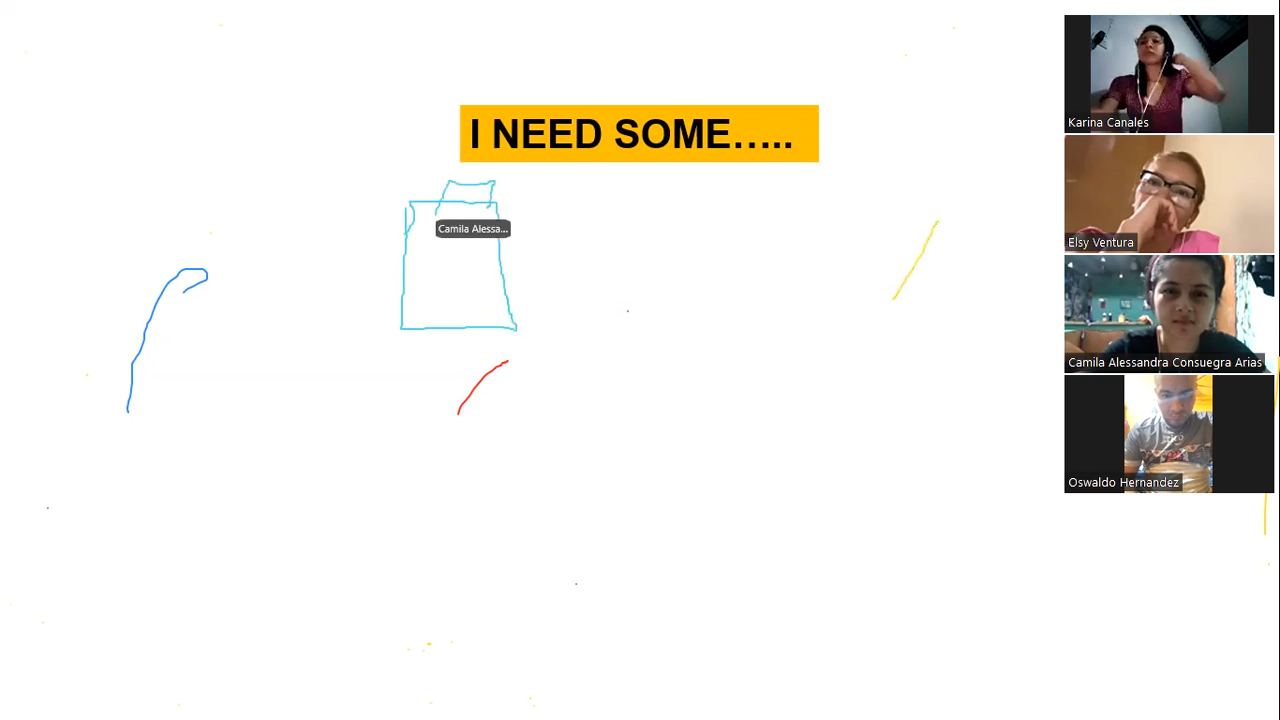 I NEED SOME…..
Camila Alessa...
Karina Canales
Elsy Ventura
Camila Alessandra Consuegra Arias
Oswaldo Hernandez